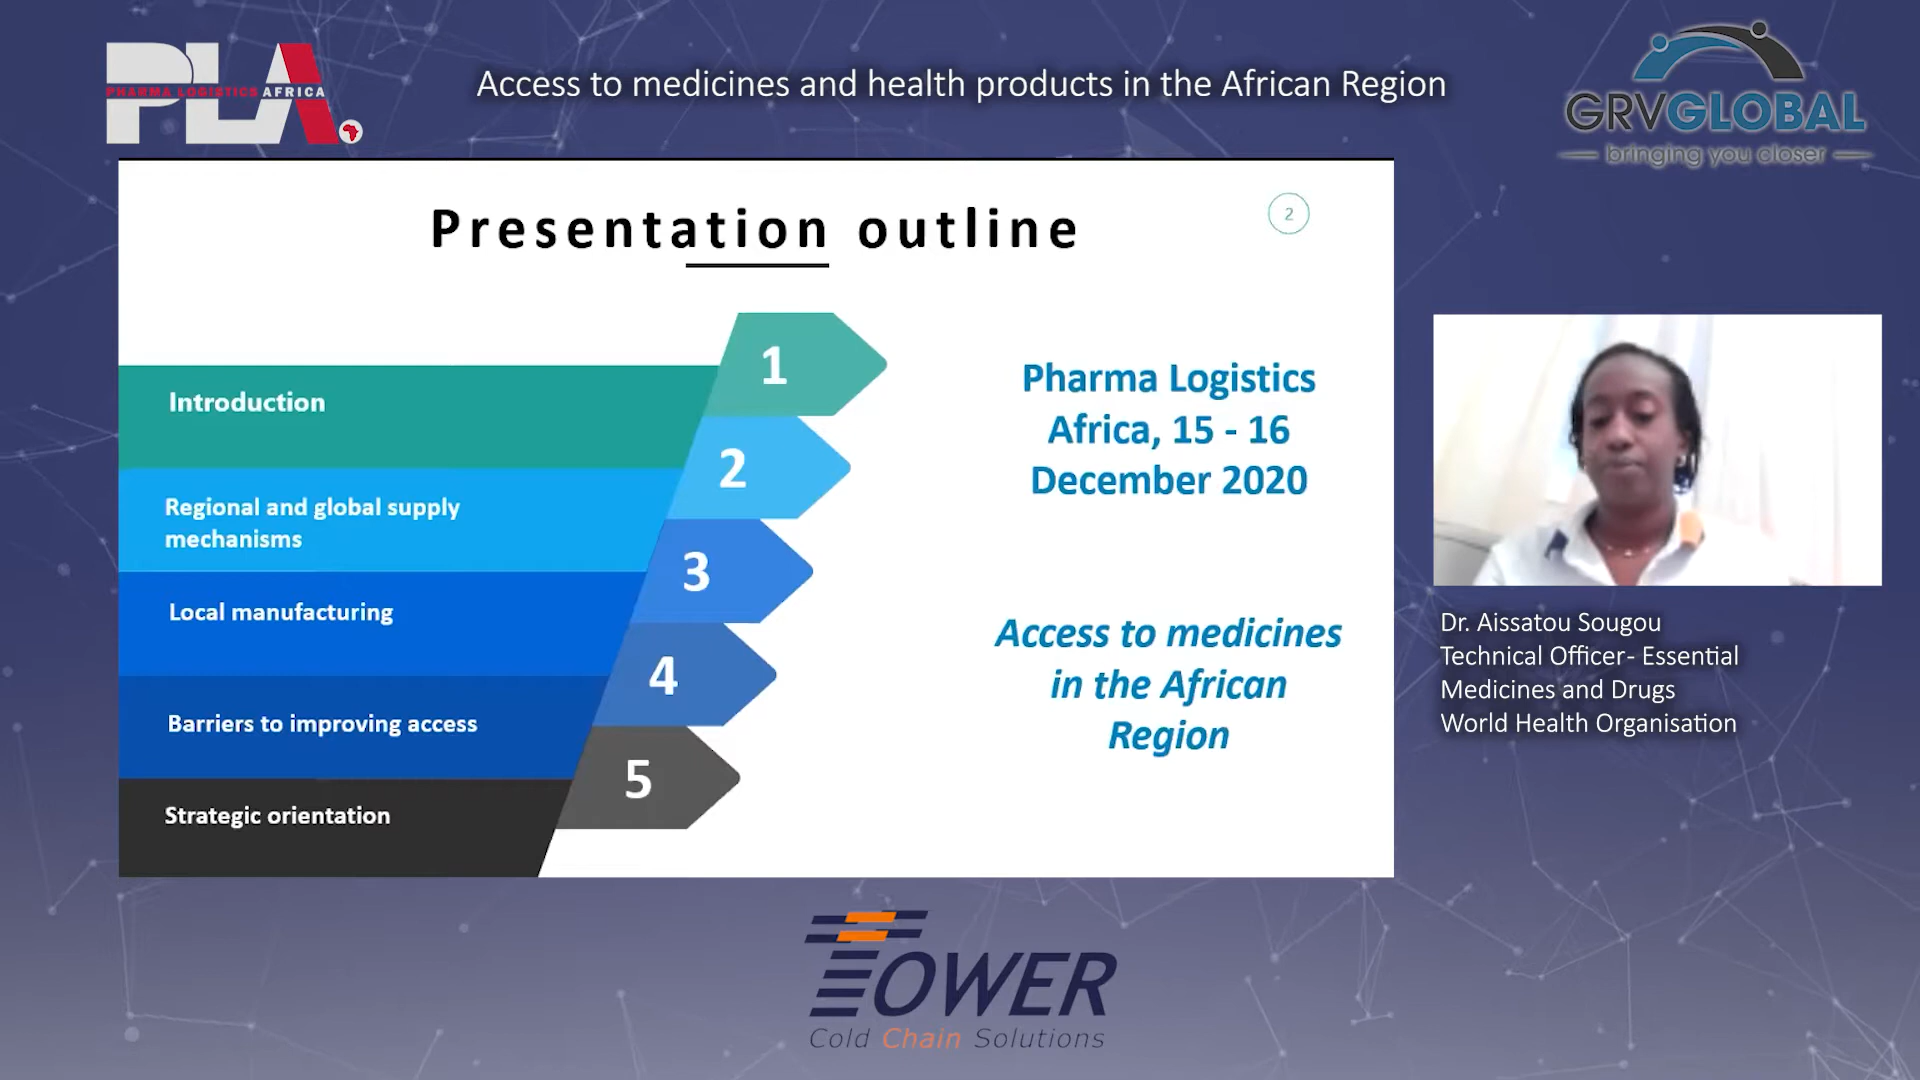 PLA
PHARMA LOGISTICS AFRICA
Access to medicines and health products in the African Region
GRVGLOBAL
bringing you closer
Presentation outline
2
1
Introduction
2
Regional and global supply
mechanisms
3
Local manufacturing
4
Barriers to improving access
5
Strategic orientation
Pharma Logistics
Africa, 15 - 16
December 2020
Access to medicines
in the African
Region
Dr. Aissatou Sougou
Technical Officer- Essential
Medicines and Drugs
World Health Organisation
TOWER
Cold Chain Solutions